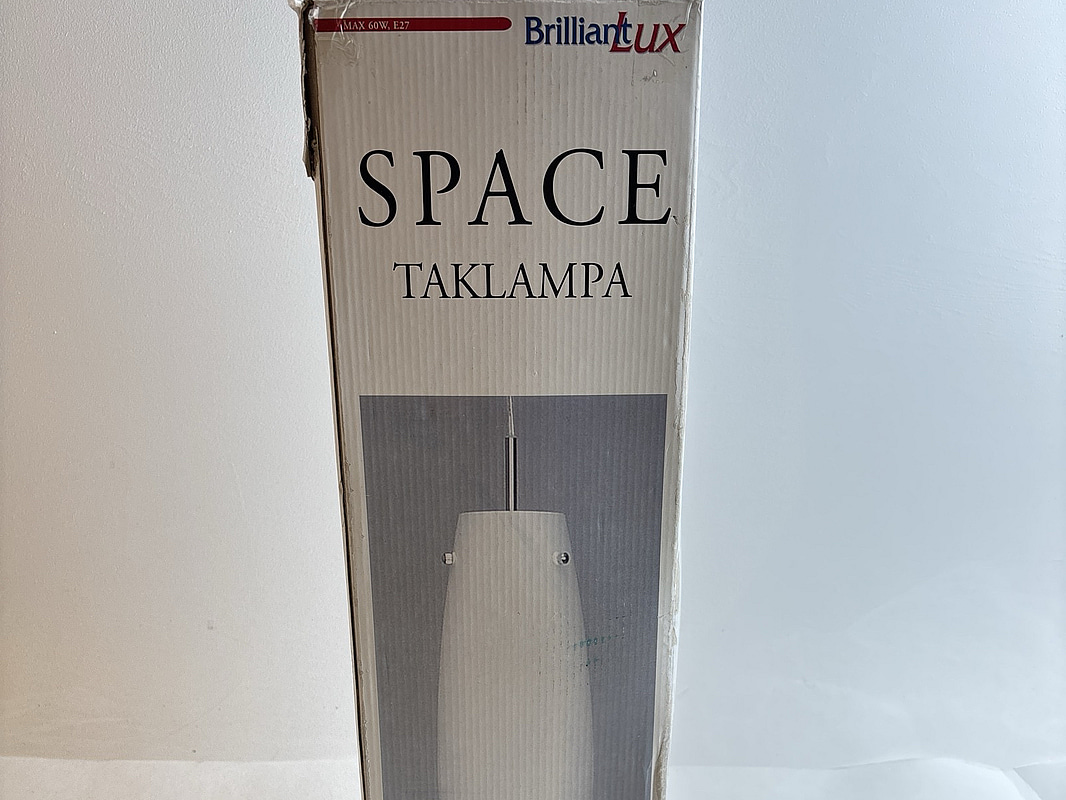 MAX 60W, E27
BrilliantLux
SPACE
TAKLAMPA